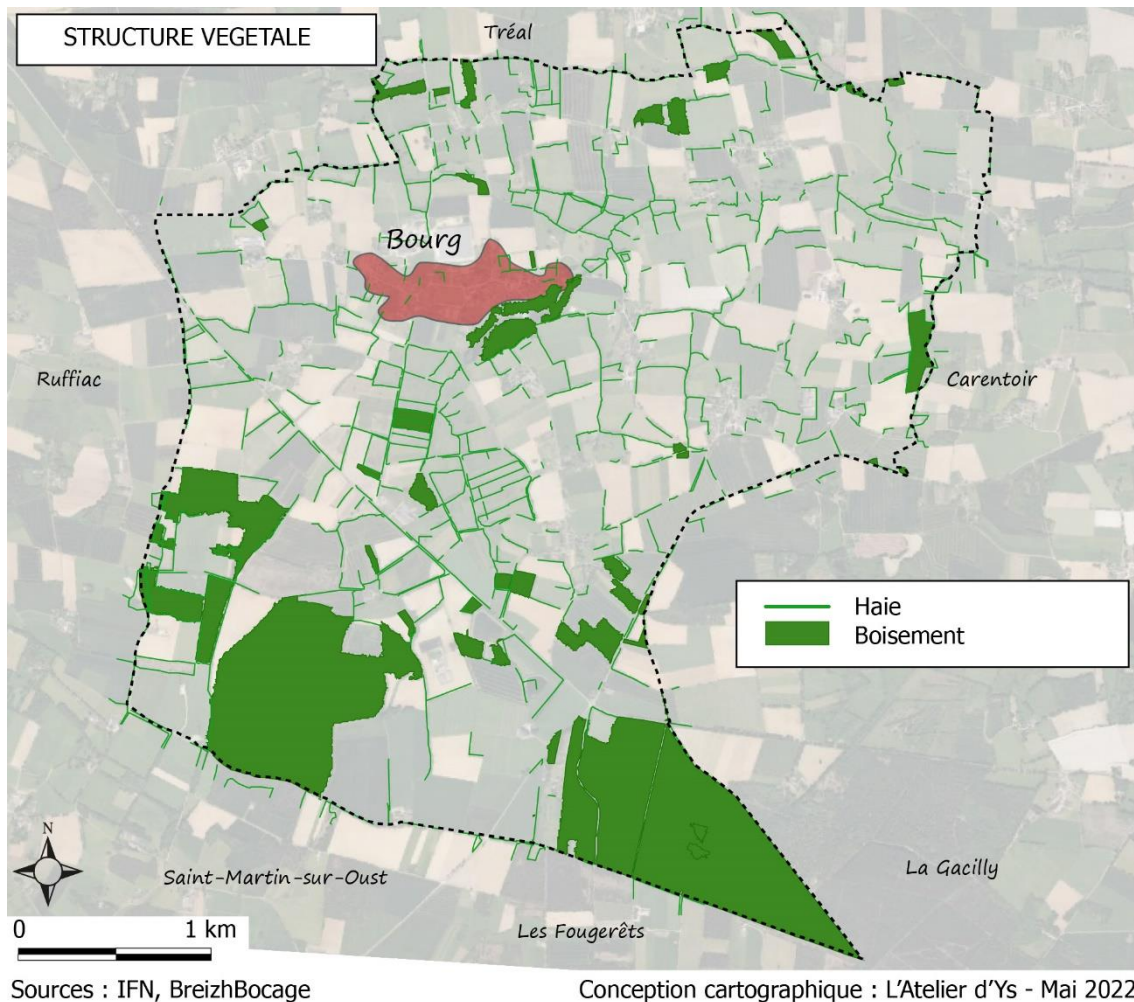 STRUCTURE VEGETALE
Tréal
Bourg
Ruffiac
Carentoir
Haie
Boisement
N
Saint-Martin-sur-Oust
La Gacilly
Les Fougerêts
0 1 km
Sources : IFN, BreizhBocage
Conception cartographique : L'Atelier d'Ys - Mai 2022